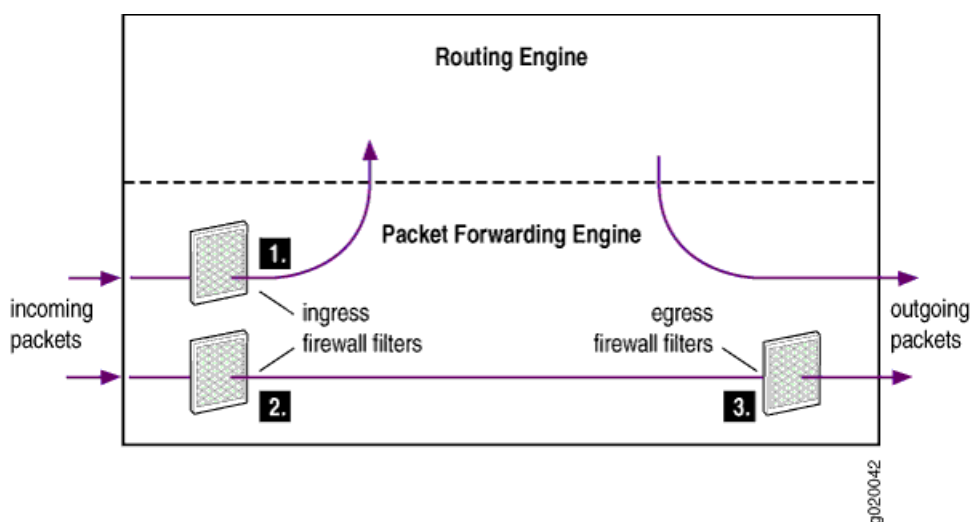 Routing Engine
Packet Forwarding Engine
1.
incoming
packets
ingress
firewall filters
egress
firewall filters
outgoing
packets
2.
3.
g020042